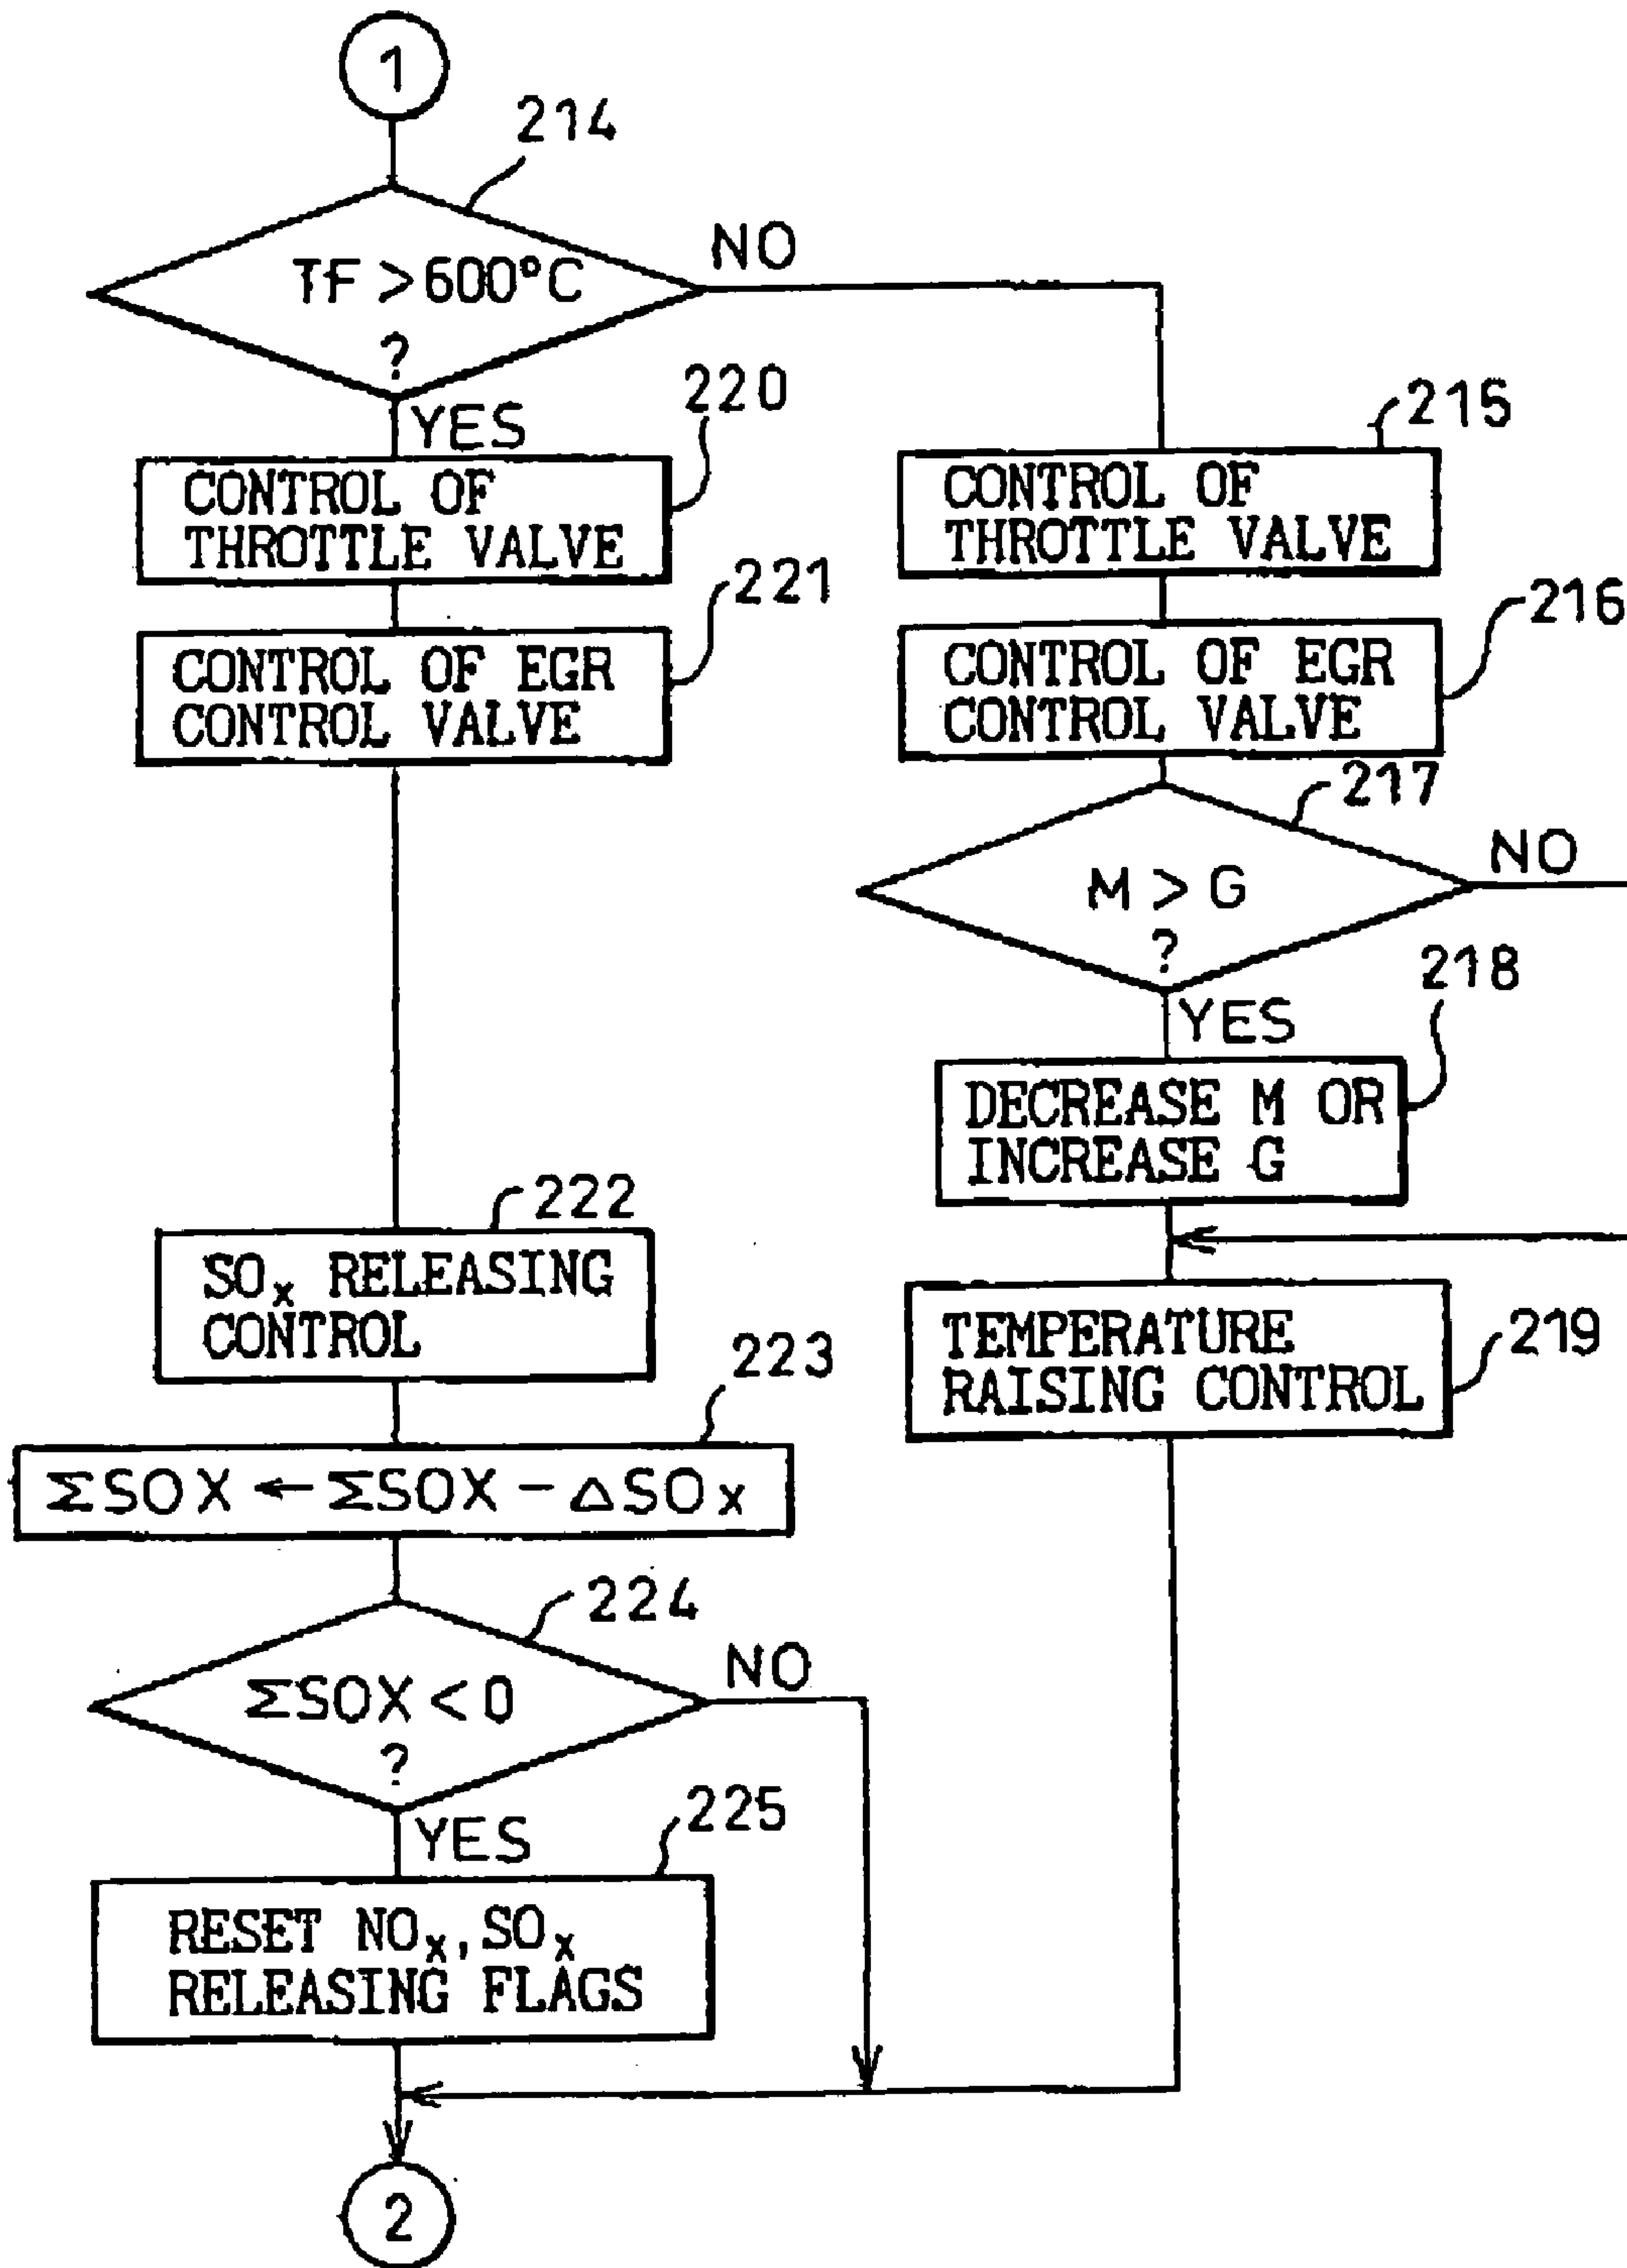 1
214
TF > 600°C
?
NO
YES
220
CONTROL OF
THROTTLE VALVE
221
CONTROL OF EGR
CONTROL VALVE
215
CONTROL OF
THROTTLE VALVE
216
CONTROL OF EGR
CONTROL VALVE
217
M > G
?
NO
YES
218
DECREASE M OR
INCREASE G
219
TEMPERATURE
RAISING CONTROL
222
SOx RELEASING
CONTROL
223
ΣSOX ← ΣSOX − ΔSOx
224
ΣSOX < 0
?
NO
YES
225
RESET NOx, SOx
RELEASING FLAGS
2